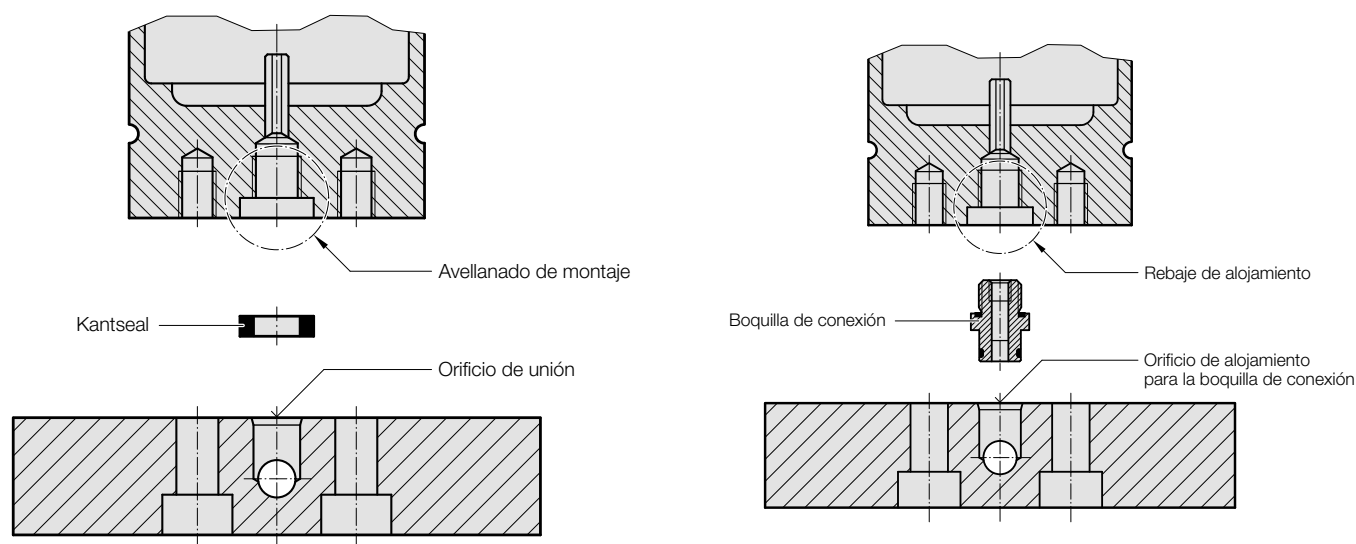 Avellanado de montaje
Kantseal
Orificio de unión
Rebaje de alojamiento
Boquilla de conexión
Orificio de alojamiento
para la boquilla de conexión